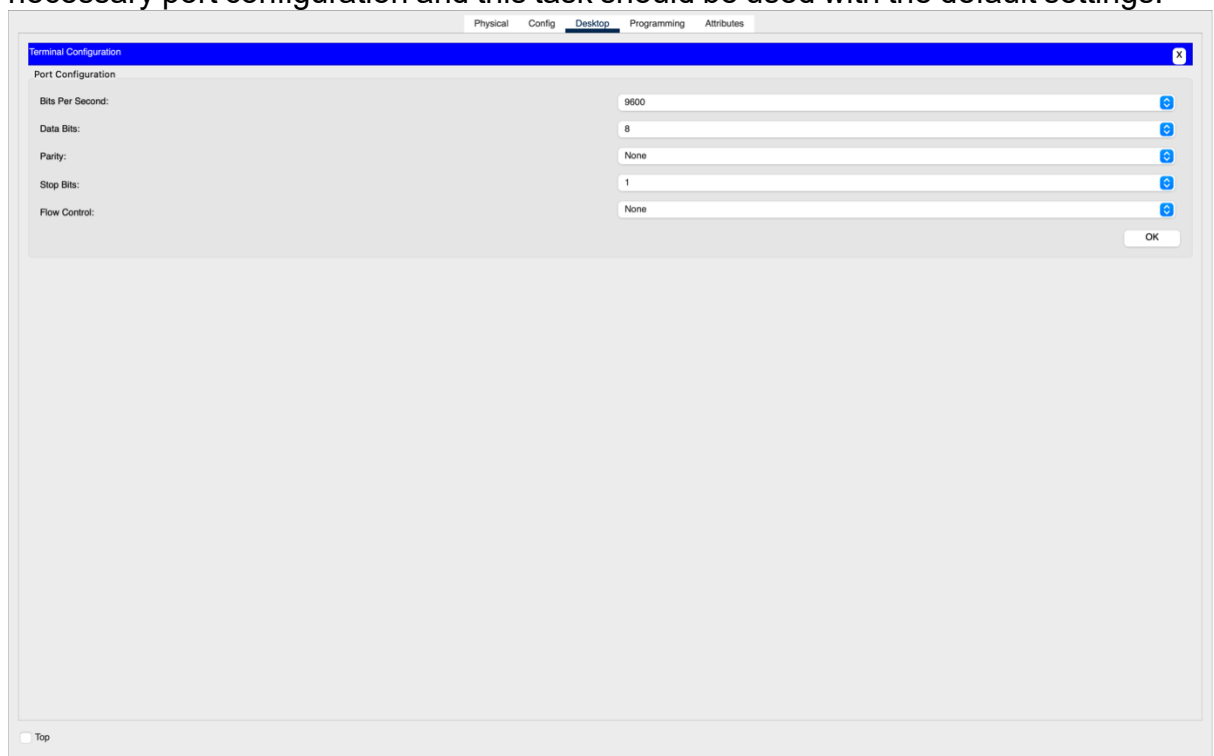 necessary port configuration and this task should be used with the default settings.
Physical Config Desktop Programming Attributes
Terminal Configuration X
Port Configuration
Bits Per Second: 9600
Data Bits: 8
Parity: None
Stop Bits: 1
Flow Control: None
OK
Top